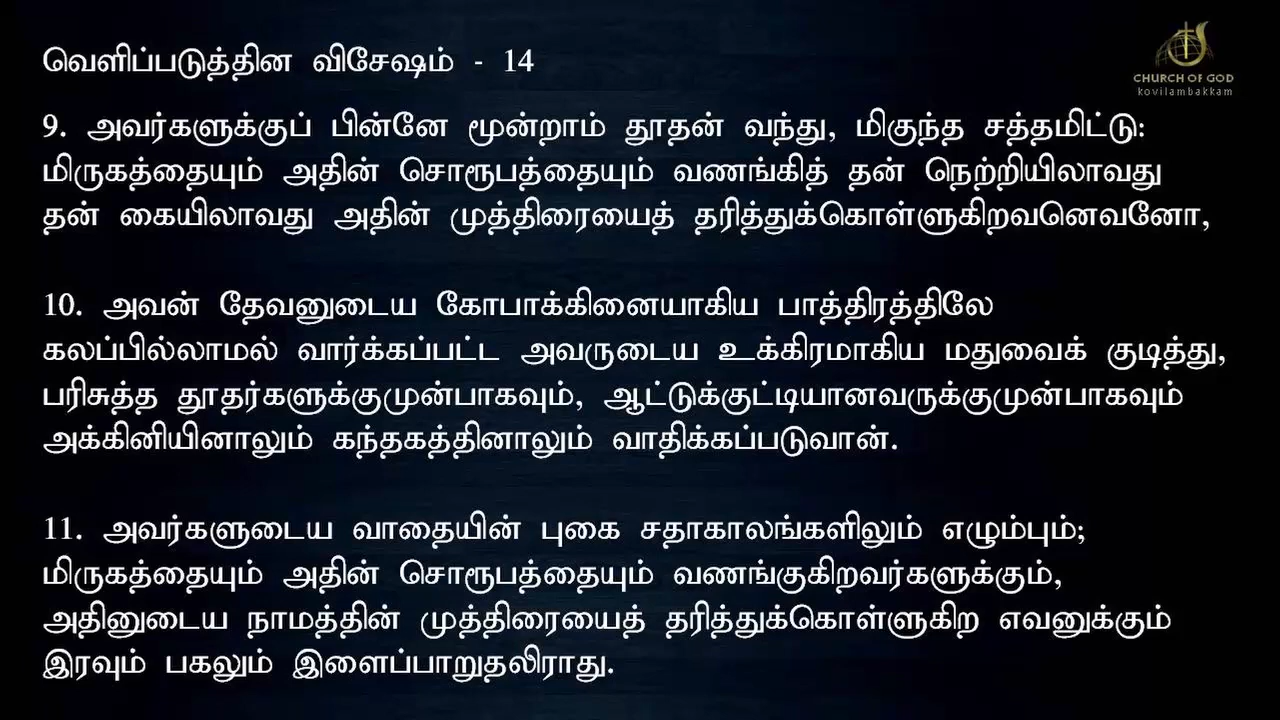 வெளிப்படுத்தின விசேஷம் - 14
CHURCH OF GOD
kovilambakkam
9. அவர்களுக்குப் பின்னே மூன்றாம் தூதன் வந்து, மிகுந்த சத்தமிட்டு:
மிருகத்தையும் அதின் சொரூபத்தையும் வணங்கித் தன் நெற்றியிலாவது
தன் கையிலாவது அதின் முத்திரையைத் தரித்துக்கொள்ளுகிறவனெவனோ,
10. அவன் தேவனுடைய கோபாக்கினையாகிய பாத்திரத்திலே
கலப்பில்லாமல் வார்க்கப்பட்ட அவருடைய உக்கிரமாகிய மதுவைக் குடித்து,
பரிசுத்த தூதர்களுக்குமுன்பாகவும், ஆட்டுக்குட்டியானவருக்குமுன்பாகவும்
அக்கினியினாலும் கந்தகத்தினாலும் வாதிக்கப்படுவான்.
11. அவர்களுடைய வாதையின் புகை சதாகாலங்களிலும் எழும்பும்;
மிருகத்தையும் அதின் சொரூபத்தையும் வணங்குகிறவர்களுக்கும்,
அதினுடைய நாமத்தின் முத்திரையைத் தரித்துக்கொள்ளுகிற எவனுக்கும்
இரவும் பகலும் இளைப்பாறுதலிராது.